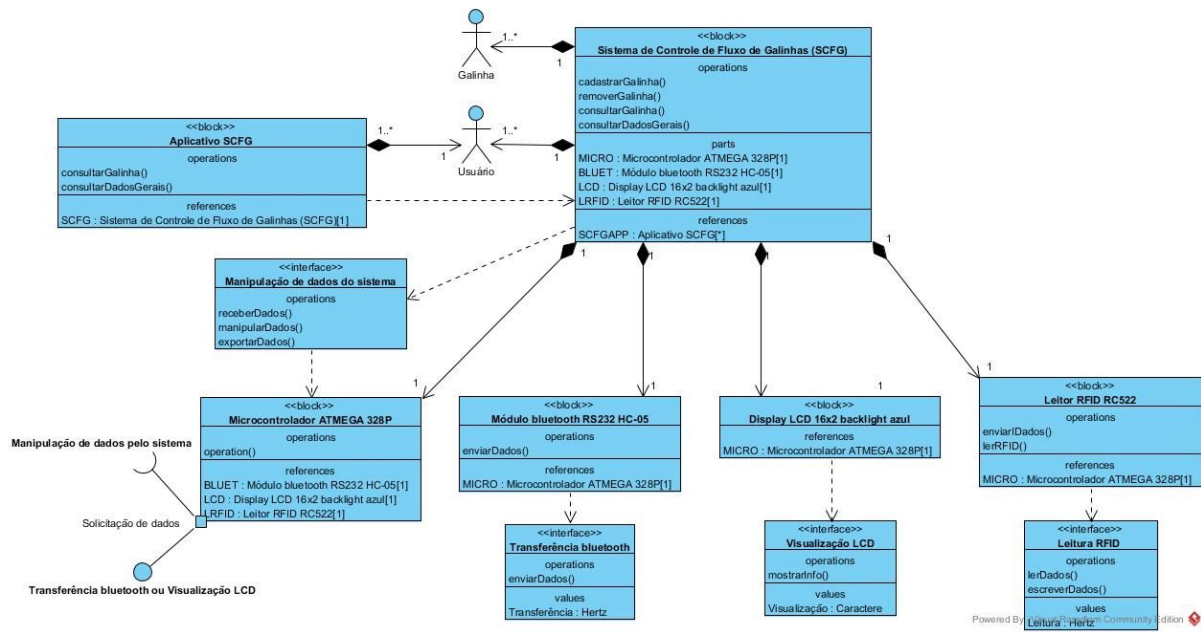 1..*
1
Galinha
<<block>>
Sistema de Controle de Fluxo de Galinhas (SCFG)
operations
cadastrarGalinha()
removerGalinha()
consultarGalinha()
consultarDadosGerais()
parts
MICRO : Microcontrolador ATMEGA 328P[1]
BLUET : Módulo bluetooth RS232 HC-05[1]
LCD : Display LCD 16x2 backlight azul[1]
LRFID : Leitor RFID RC522[1]
references
SCFGAPP : Aplicativo SCFG[*]
<<block>>
Aplicativo SCFG
operations
consultarGalinha()
consultarDadosGerais()
references
SCFG : Sistema de Controle de Fluxo de Galinhas (SCFG)[1]
1..*
1
1..*
1
Usuário
1
1
1
1
<<interface>>
Manipulação de dados do sistema
operations
receberDados()
manipularDados()
exportarDados()
1
1
1
1
<<block>>
Microcontrolador ATMEGA 328P
operations
operation()
references
BLUET : Módulo bluetooth RS232 HC-05[1]
LCD : Display LCD 16x2 backlight azul[1]
LRFID : Leitor RFID RC522[1]
<<block>>
Módulo bluetooth RS232 HC-05
operations
enviarDados()
references
MICRO : Microcontrolador ATMEGA 328P[1]
<<block>>
Display LCD 16x2 backlight azul
references
MICRO : Microcontrolador ATMEGA 328P[1]
<<block>>
Leitor RFID RC522
operations
enviarIDados()
lerRFID()
references
MICRO : Microcontrolador ATMEGA 328P[1]
Manipulação de dados pelo sistema
Solicitação de dados
Transferência bluetooth ou Visualização LCD
<<interface>>
Transferência bluetooth
operations
enviarDados()
values
Transferência : Hertz
<<interface>>
Visualização LCD
operations
mostrarInfo()
values
Visualização : Caractere
<<interface>>
Leitura RFID
operations
lerDados()
escreverDados()
values
Leitura : Hertz
Powered By Visual Paradigm Community Edition